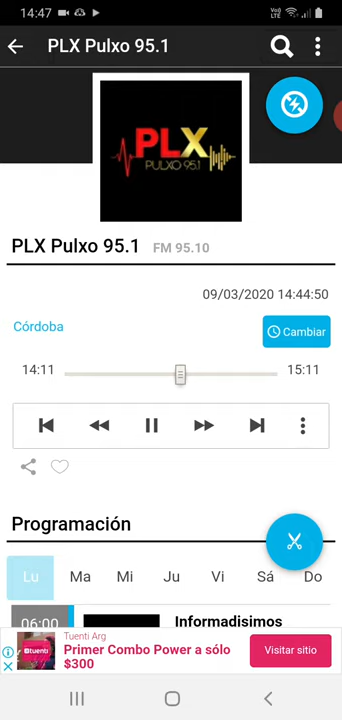 14:47
Vo))
LTE
PLX Pulxo 95.1
PLX
PULXO 95.1
PLX Pulxo 95.1 FM 95.10
09/03/2020 14:44:50
Córdoba
Cambiar
14:11
15:11
Programación
Lu Ma Mi Ju Vi Sá Do
06:00
Informadisimos
Tuenti Arg
tuenti
Primer Combo Power a sólo
$300
Visitar sitio